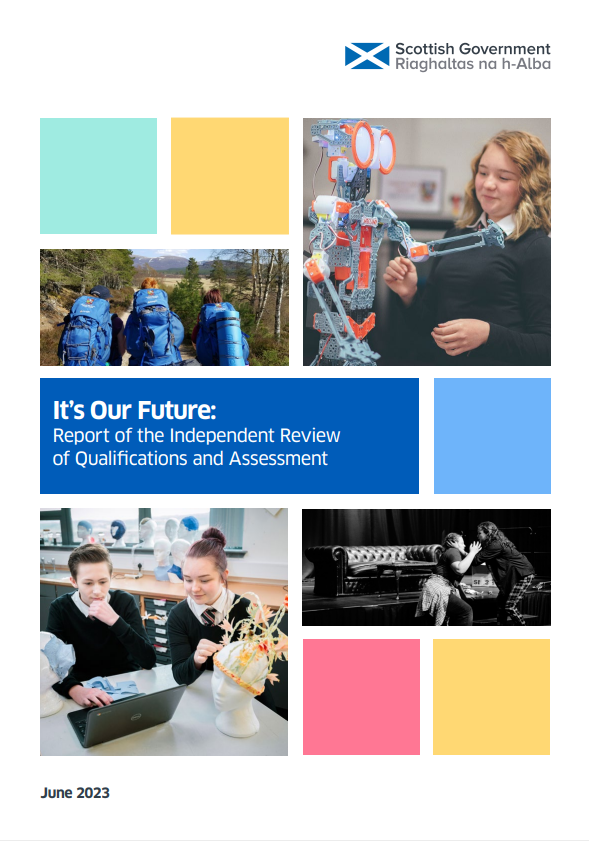 Scottish Government
Riaghaltas na h-Alba
It's Our Future:
Report of the Independent Review
of Qualifications and Assessment
June 2023